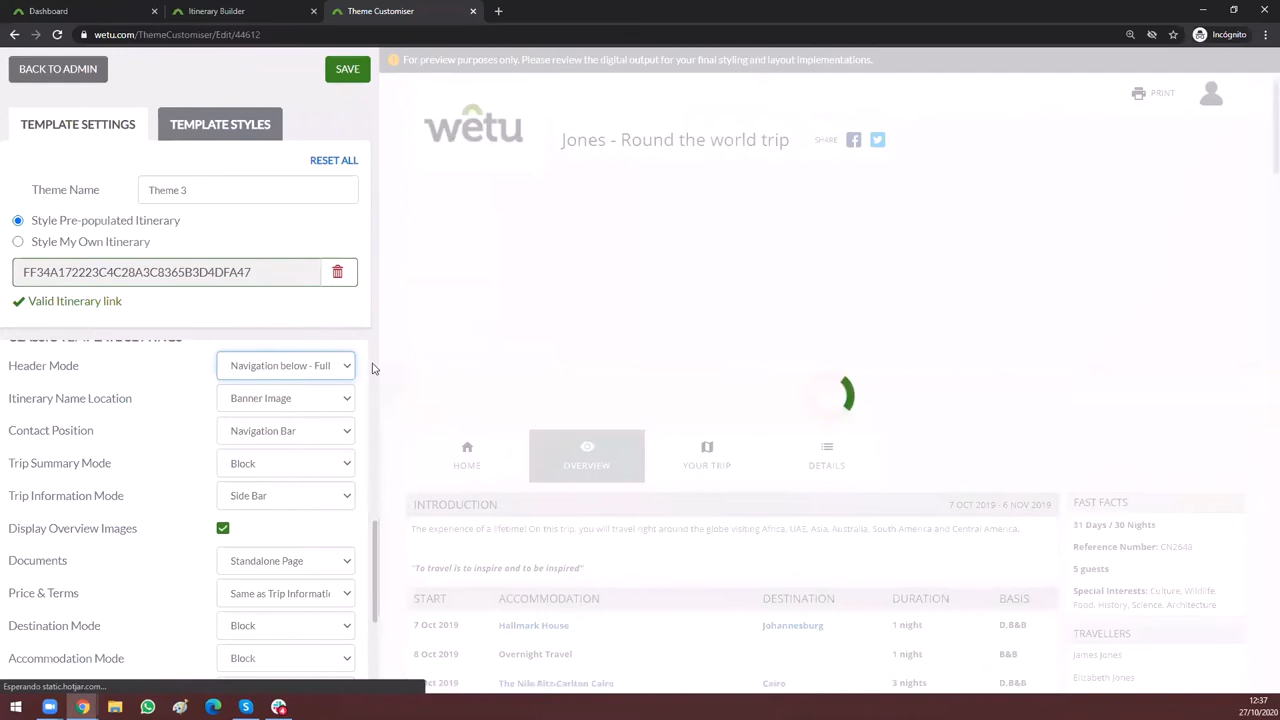 Dashboard
Itinerary Builder
Theme Customiser
wetu.com/ThemeCustomiser/Edit/44612
Incógnito
BACK TO ADMIN
SAVE
For preview purposes only. Please review the digital output for your final styling and layout implementations.
TEMPLATE SETTINGS
TEMPLATE STYLES
RESET ALL
Theme Name
Theme 3
Style Pre-populated Itinerary
Style My Own Itinerary
FF34A172223C4C28A3C8365B3D4DFA47
Valid Itinerary link
Header Mode
Navigation below - Full
Itinerary Name Location
Banner Image
Contact Position
Navigation Bar
Trip Summary Mode
Block
Trip Information Mode
Side Bar
Display Overview Images
Documents
Standalone Page
Price & Terms
Same as Trip Informatic
Destination Mode
Block
Accommodation Mode
Block
Esperando static.hotjar.com...
wetu
Jones - Round the world trip
SHARE
PRINT
HOME
OVERVIEW
YOUR TRIP
DETAILS
INTRODUCTION
7 OCT 2019 - 6 NOV 2019
The experience of a lifetime! On this trip, you will travel right around the globe visiting Africa, UAE, Asia, Australia, South America and Central America.
"To travel is to inspire and to be inspired"
START ACCOMMODATION DESTINATION DURATION BASIS
7 Oct 2019 Hallmark House Johannesburg 1 night D,B&B
8 Oct 2019 Overnight Travel 1 night B&B
Oct 2019 The Nile Ritz-Carlton Cairo Cairo 3 nights D,B&B
FAST FACTS
31 Days / 30 Nights
Reference Number: CN2648
5 guests
Special Interests: Culture, Wildlife,
Food, History, Science, Architecture
TRAVELLERS
James Jones
Elizabeth Jones
12:37
27/10/2020